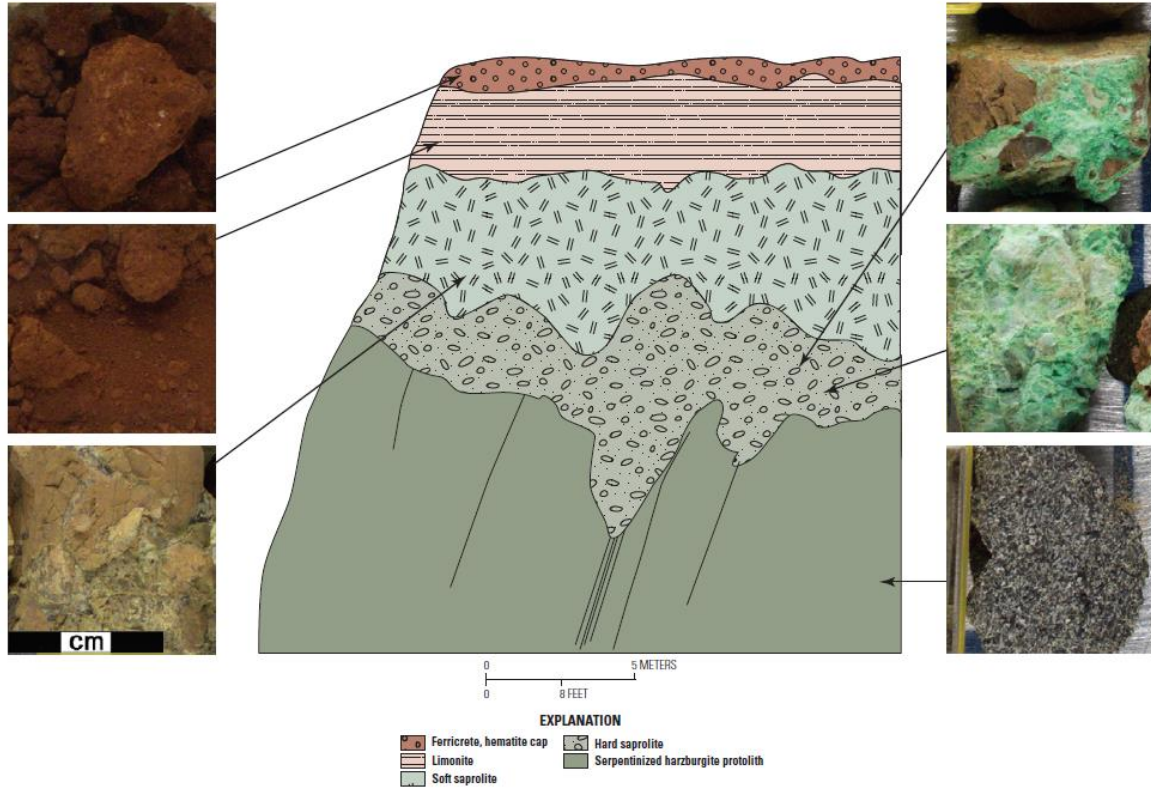 cm
0 5 METERS
0 8 FEET
EXPLANATION
Ferricrete, hematite cap
Limonite
Soft saprolite
Hard saprolite
Serpentinized harzburgite protolith